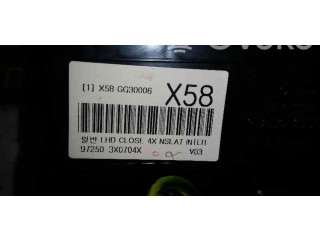 [1] X58 GG30006
X58
일반 LHD CLOSE 4X NSLAT INTER
97250-3X0704X
V03